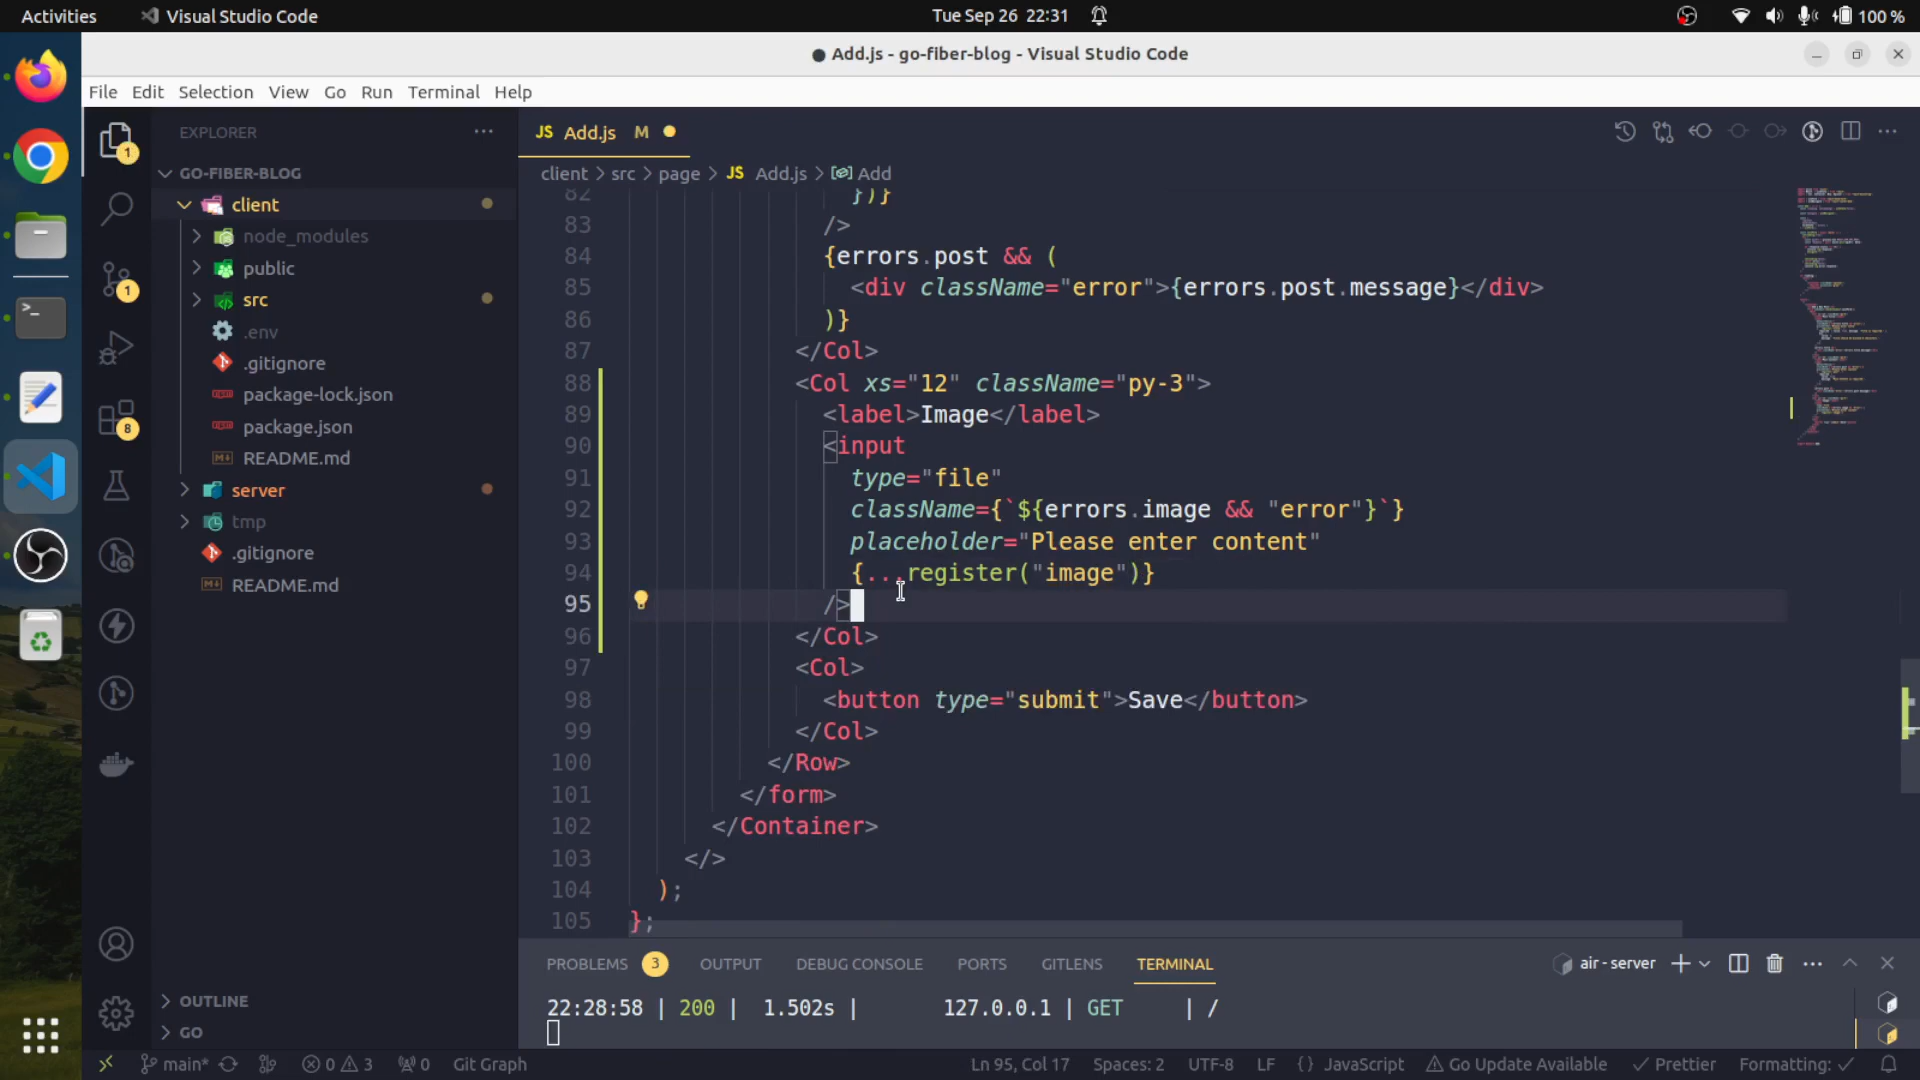 Activities Visual Studio Code Tue Sep 26 22:31 100 %
Add.js - go-fiber-blog - Visual Studio Code
File Edit Selection View Go Run Terminal Help
EXPLORER
GO-FIBER-BLOG
client
node_modules
public
src
.env
.gitignore
package-lock.json
package.json
README.md
server
tmp
.gitignore
README.md
OUTLINE
GO
1
1
8
JS Add.js M
client > src > page > JS Add.js > Add
82 })}
83 />
84 {errors.post && (
85 <div className="error">{errors.post.message}</div>
86 )}
87 </Col>
88 <Col xs="12" className="py-3">
89 <label>Image</label>
90 <input
91 type="file"
92 className={`${errors.image && "error"}`}
93 placeholder="Please enter content"
94 {...register("image")}
95 />
96 </Col>
97 <Col>
98 <button type="submit">Save</button>
99 </Col>
100 </Row>
101 </form>
102 </Container>
103 </>
104 );
105 };
PROBLEMS 3 OUTPUT DEBUG CONSOLE PORTS GITLENS TERMINAL air - server
22:28:58 | 200 | 1.502s | 127.0.0.1 | GET | /
main* 0 3 0 Git Graph Ln 95, Col 17 Spaces: 2 UTF-8 LF {} JavaScript Go Update Available Prettier Formatting: